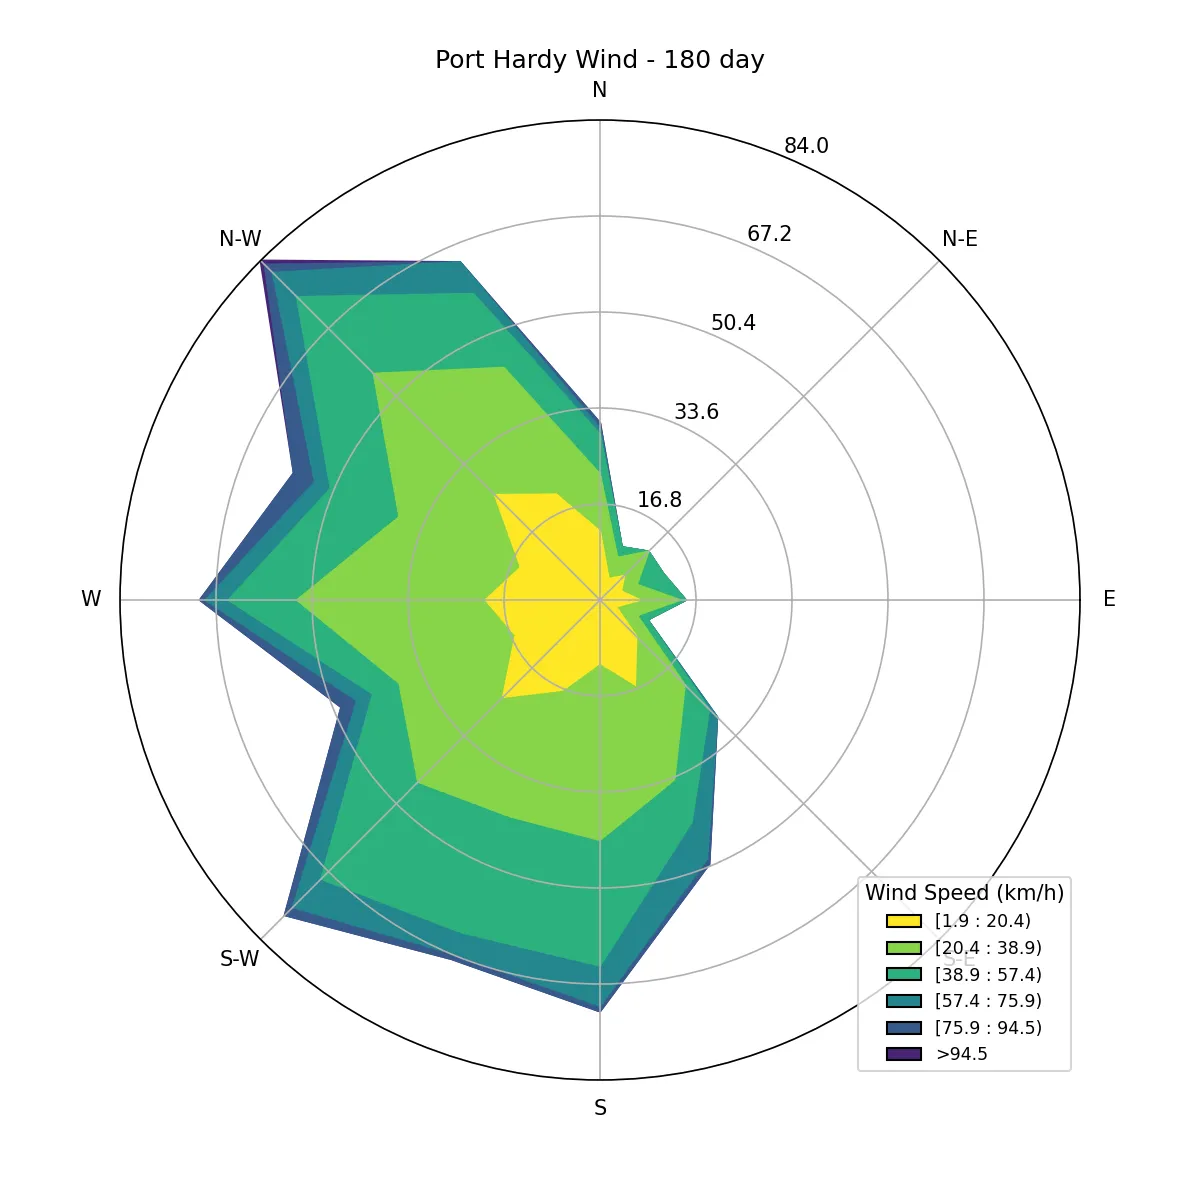 Port Hardy Wind - 180 day
N
84.0
N-W
67.2
N-E
50.4
33.6
16.8
W
E
Wind Speed (km/h)
[1.9 : 20.4)
[20.4 : 38.9)
S-W
S-E
[38.9 : 57.4)
[57.4 : 75.9)
[75.9 : 94.5)
>94.5
S